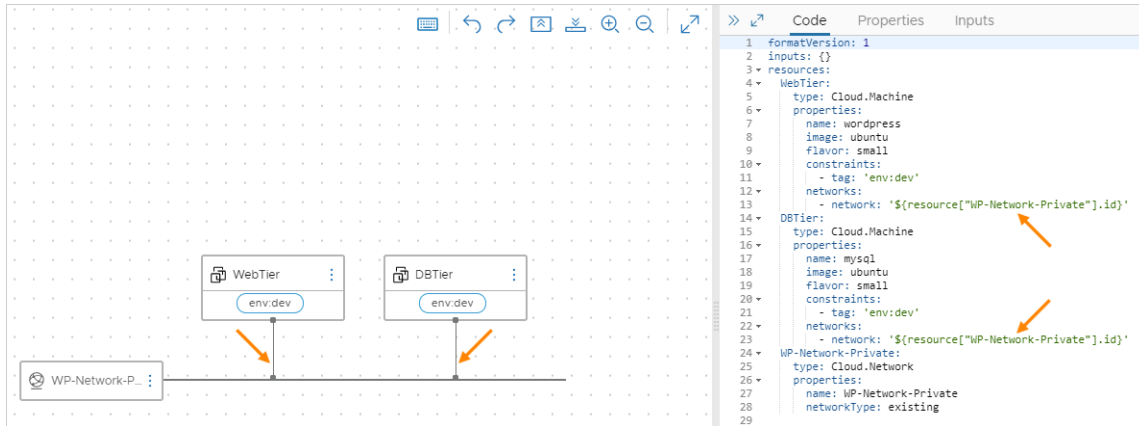 WebTier
env:dev
DBTier
env:dev
WP-Network-P...
Code Properties Inputs
1 formatVersion: 1
2 inputs: {}
3 resources:
4 WebTier:
5 type: Cloud.Machine
6 properties:
7 name: wordpress
8 image: ubuntu
9 flavor: small
10 constraints:
11 - tag: 'env:dev'
12 networks:
13 - network: '${resource["WP-Network-Private"].id}'
14 DBTier:
15 type: Cloud.Machine
16 properties:
17 name: mysql
18 image: ubuntu
19 flavor: small
20 constraints:
21 - tag: 'env:dev'
22 networks:
23 - network: '${resource["WP-Network-Private"].id}'
24 WP-Network-Private:
25 type: Cloud.Network
26 properties:
27 name: WP-Network-Private
28 networkType: existing
29